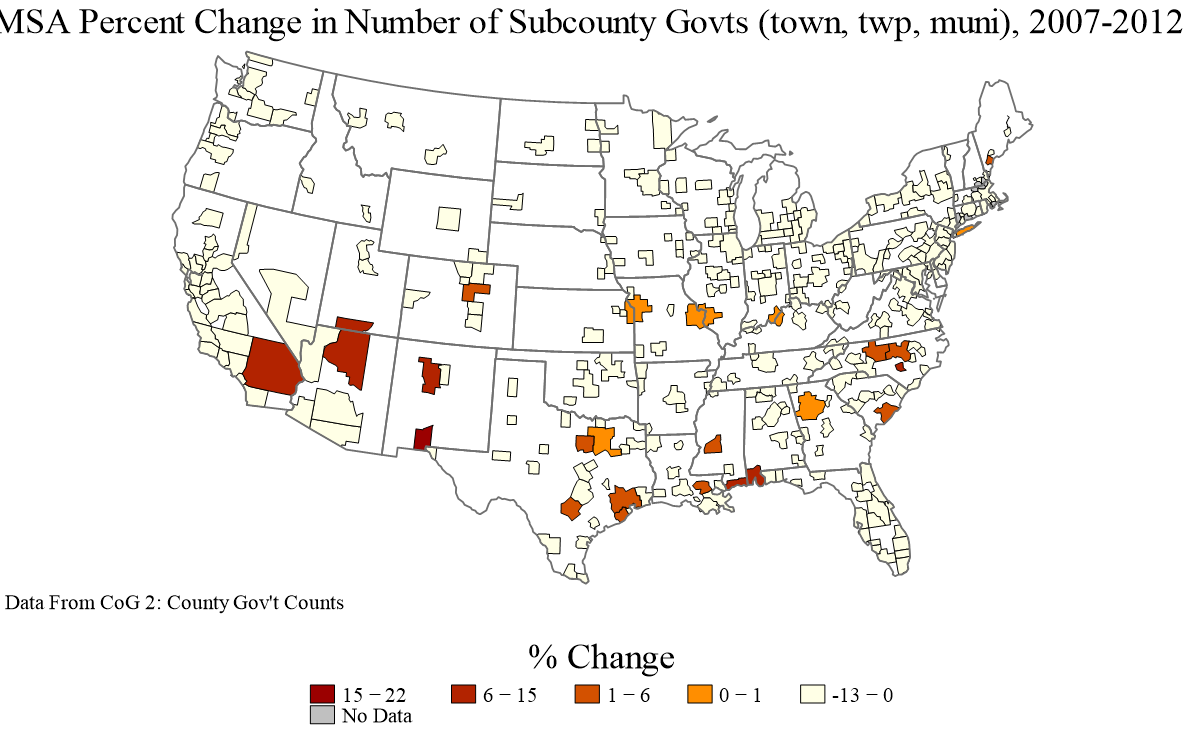 MSA Percent Change in Number of Subcounty Govts (town, twp, muni), 2007-2012
Data From CoG 2: County Gov't Counts
% Change
15 − 22 6 − 15 1 − 6 0 − 1 -13 − 0
No Data